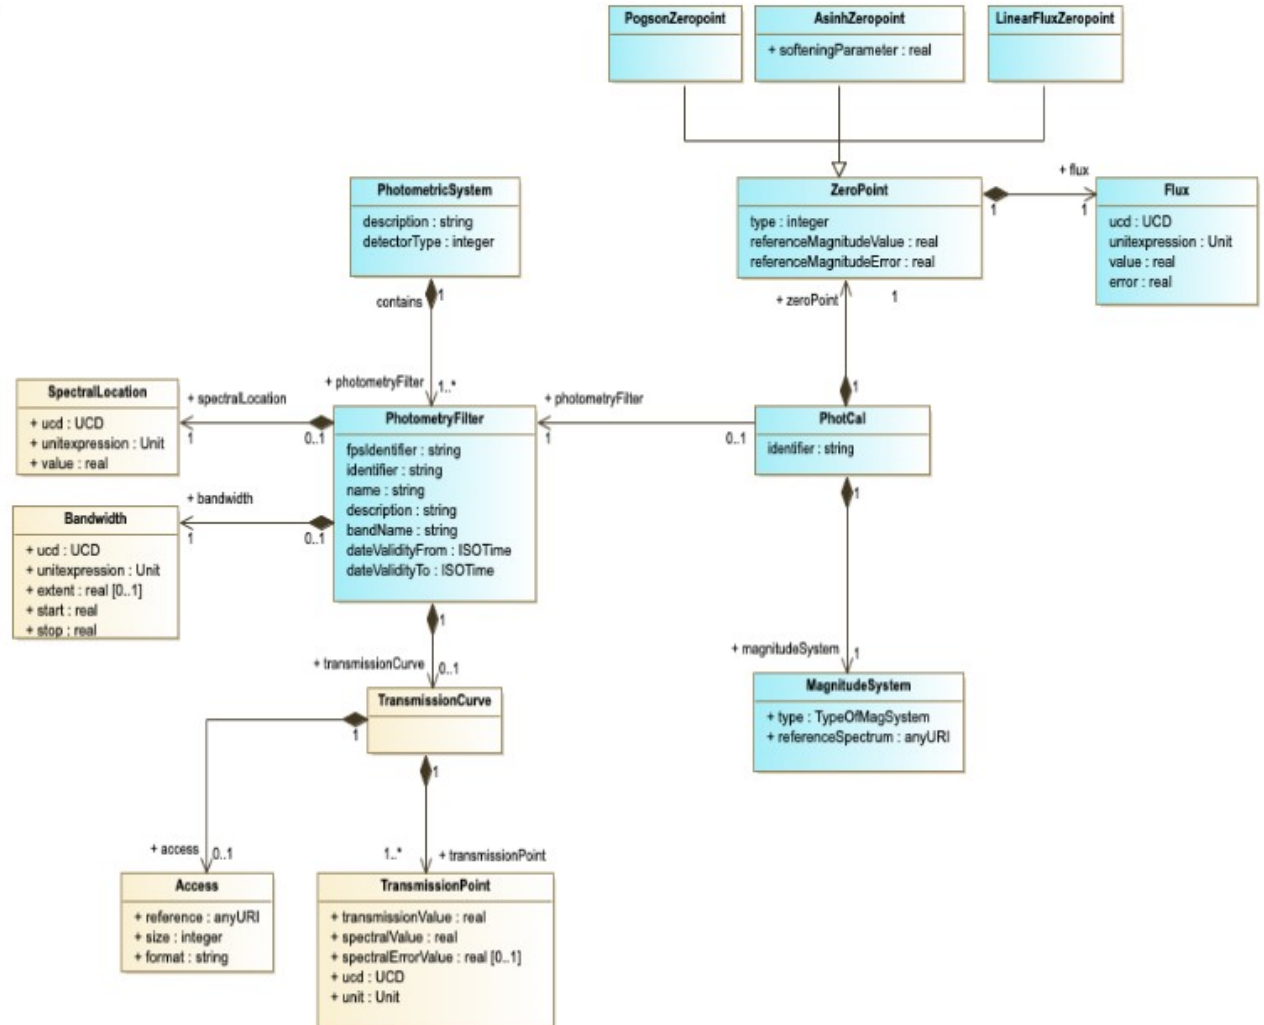 PogsonZeropoint
AsinhZeropoint
+ softeningParameter : real
LinearFluxZeropoint
PhotometricSystem
description : string
detectorType : integer
ZeroPoint
type : integer
referenceMagnitudeValue : real
referenceMagnitudeError : real
+ flux
1
1
Flux
ucd : UCD
unitexpression : Unit
value : real
error : real
contains
1
+ zeroPoint
1
+ photometryFilter
1..*
SpectralLocation
+ ucd : UCD
+ unitexpression : Unit
+ value : real
+ spectralLocation
1
0..1
PhotometryFilter
fpsIdentifier : string
identifier : string
name : string
description : string
bandName : string
dateValidityFrom : ISOTime
dateValidityTo : ISOTime
+ photometryFilter
1
0..1
1
PhotCal
identifier : string
1
Bandwidth
+ ucd : UCD
+ unitexpression : Unit
+ extent : real [0..1]
+ start : real
+ stop : real
+ bandwidth
1
0..1
1
+ transmissionCurve
0..1
+ magnitudeSystem
1
TransmissionCurve
1
1
MagnitudeSystem
+ type : TypeOfMagSystem
+ referenceSpectrum : anyURI
+ access
0..1
1..*
+ transmissionPoint
Access
+ reference : anyURI
+ size : integer
+ format : string
TransmissionPoint
+ transmissionValue : real
+ spectralValue : real
+ spectralErrorValue : real [0..1]
+ ucd : UCD
+ unit : Unit